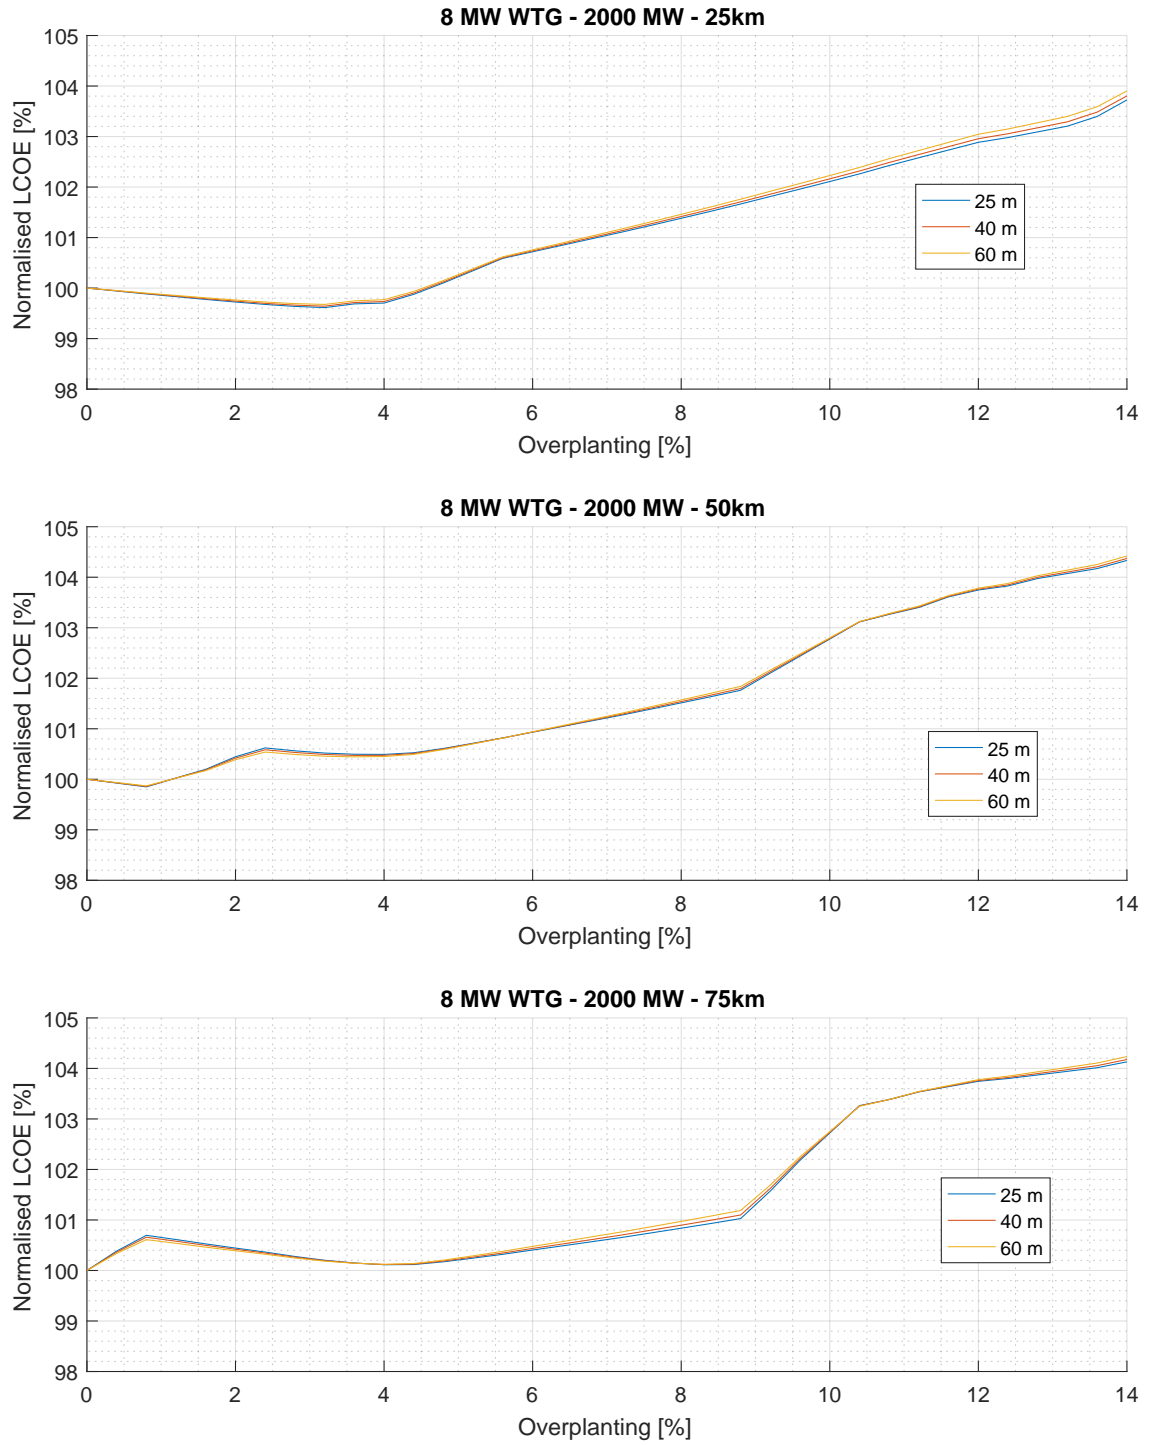 8 MW WTG - 2000 MW - 25km
105
104
103
102
101
100
99
98
Normalised LCOE [%]
25 m
40 m
60 m
0 2 4 6 8 10 12 14
Overplanting [%]
8 MW WTG - 2000 MW - 50km
105
104
103
102
101
100
99
98
Normalised LCOE [%]
25 m
40 m
60 m
0 2 4 6 8 10 12 14
Overplanting [%]
8 MW WTG - 2000 MW - 75km
105
104
103
102
101
100
99
98
Normalised LCOE [%]
25 m
40 m
60 m
0 2 4 6 8 10 12 14
Overplanting [%]